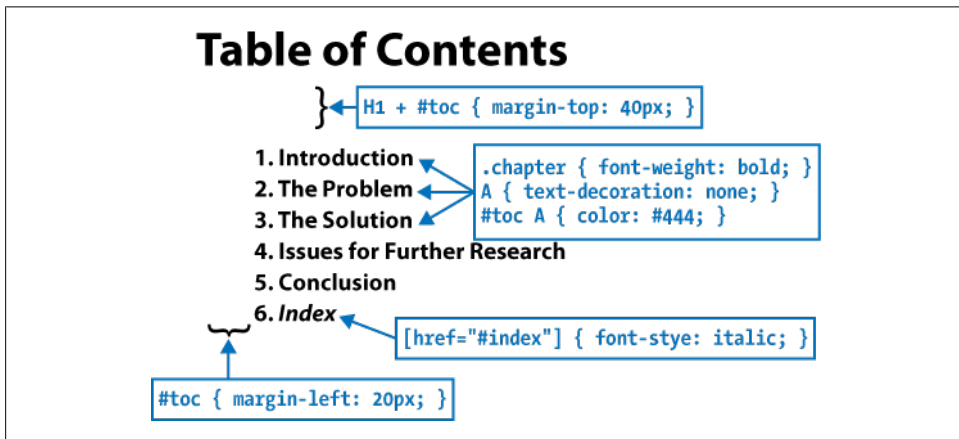 Table of Contents
H1 + #toc { margin-top: 40px; }
1. Introduction
2. The Problem
3. The Solution
4. Issues for Further Research
5. Conclusion
6. Index
.chapter { font-weight: bold; }
A { text-decoration: none; }
#toc A { color: #444; }
[href="#index"] { font-stye: italic; }
#toc { margin-left: 20px; }